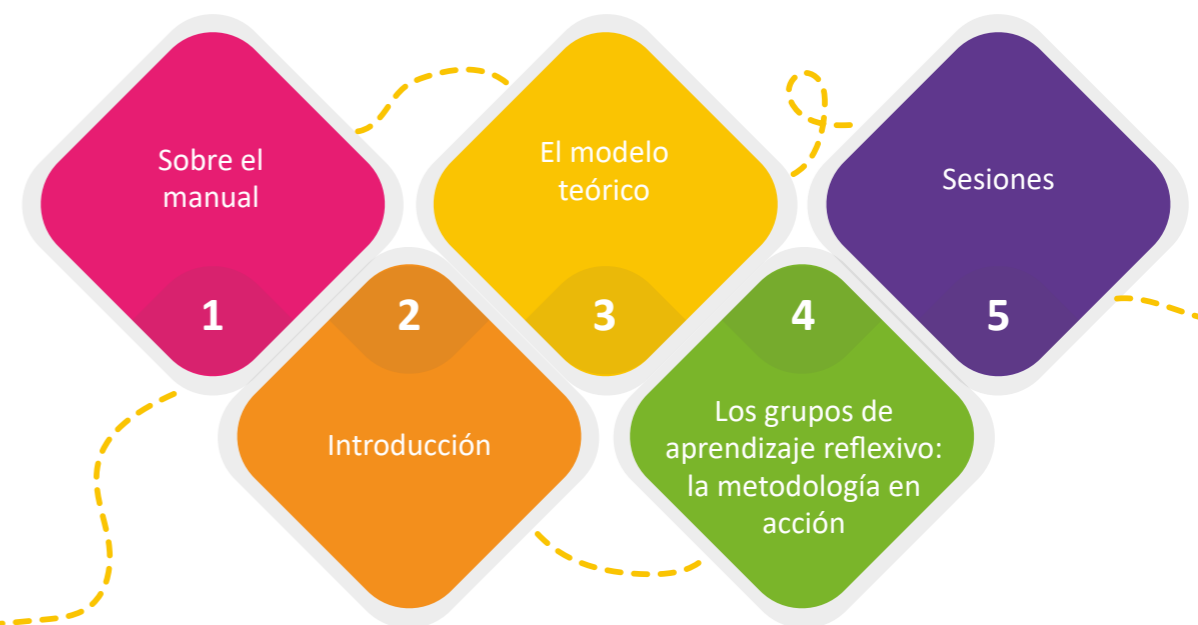 Sobre el
manual
1
2
Introducción
El modelo
teórico
3
4
Los grupos de
aprendizaje reflexivo:
la metodología en
acción
Sesiones
5